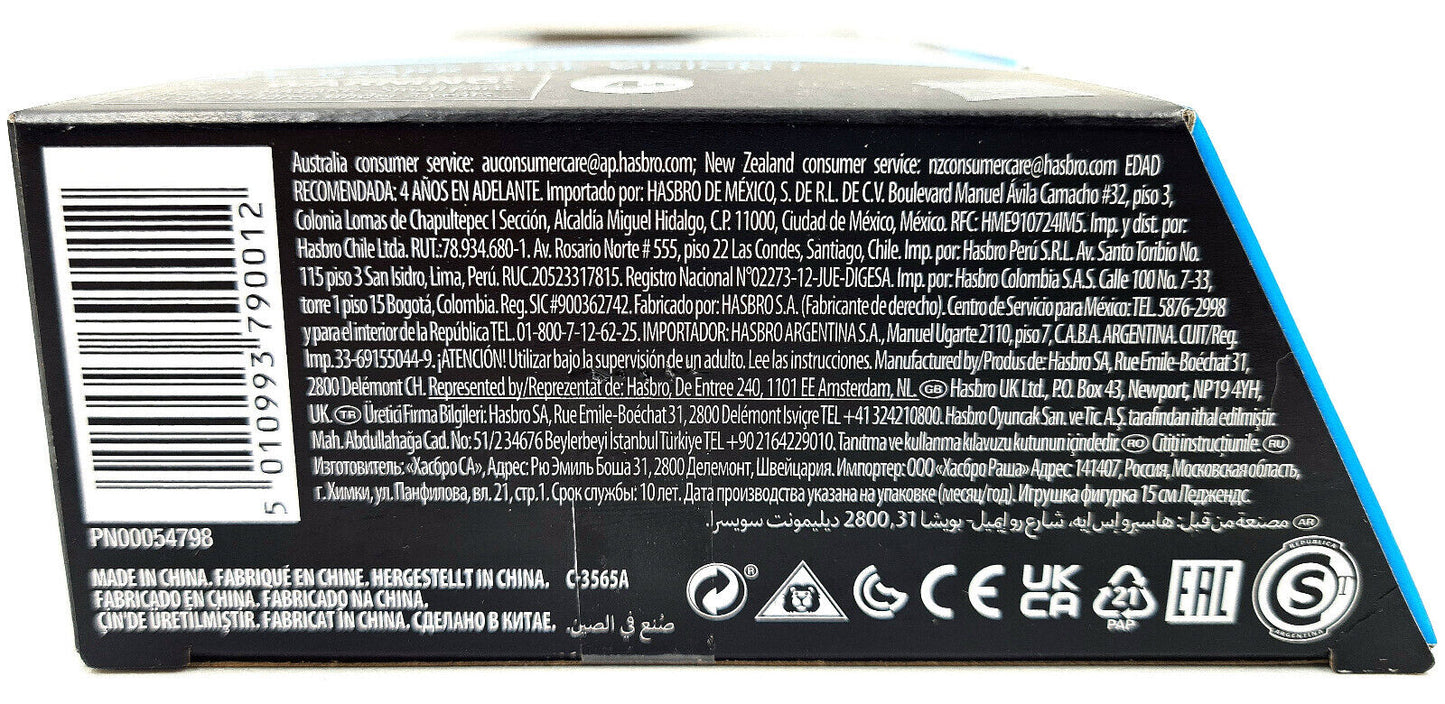 Australia consumer service: auconsumercare@ap.hasbro.com; New Zealand consumer service: nzconsumercare@hasbro.com EDAD
RECOMENDADA: 4 AÑOS EN ADELANTE. Importado por: HASBRO DE MÉXICO, S. DE R.L. DE C.V. Boulevard Manuel Ávila Camacho #32, piso 3,
Colonia Lomas de Chapultepec I Sección, Alcaldía Miguel Hidalgo, C.P. 11000, Ciudad de México, México. RFC: HME910724IM5. Imp. y dist. por:
Hasbro Chile Ltda. RUT:78.934.680-1. Av. Rosario Norte # 555, piso 22 Las Condes, Santiago, Chile. Imp. por: Hasbro Perú S.R.L. Av. Santo Toribio No.
115 piso 3 San Isidro, Lima, Perú. RUC.20523317815. Registro Nacional N°02273-12-JUE-DIGESA. Imp. por: Hasbro Colombia S.A.S. Calle 100 No. 7-33,
torre 1 piso 15 Bogotá, Colombia. Reg. SIC #900362742. Fabricado por: HASBRO S.A. (Fabricante de derecho). Centro de Servicio para México: TEL. 5876-2998
y para el interior de la República TEL. 01-800-7-12-62-25. IMPORTADOR: HASBRO ARGENTINA S.A., Manuel Ugarte 2110, piso 7, C.A.B.A. ARGENTINA. CUIT/Reg.
Imp. 33-69155044-9. ¡ATENCIÓN! Utilizar bajo la supervisión de un adulto. Lee las instrucciones. Manufactured by/Produs de: Hasbro SA, Rue Emile-Boéchat 31,
2800 Delémont CH. Represented by/Reprezentat de: Hasbro, De Entree 240, 1101 EE Amsterdam, NL. GB Hasbro UK Ltd., P.O. Box 43, Newport, NP19 4YH,
UK. TR Üretici Firma Bilgileri: Hasbro SA, Rue Emile-Boéchat 31, 2800 Delémont İsviçre TEL +41 324210800. Hasbro Oyuncak San. ve Tic. A.Ş. tarafından ithal edilmiştir.
Mah. Abdullahağa Cad. No: 51/2 34676 Beylerbeyi İstanbul Türkiye TEL +90 2164229010. Tanıtma ve kullanma kılavuzu kutunun içindedir. RO Citiți instrucțiunile. RU
Изготовитель: «Хасбро СА», Адрес: Рю Эмиль Боша 31, 2800 Делемонт, Швейцария. Импортер: ООО «Хасбро Раша» Адрес: 141407, Россия, Московская область,
г. Химки, ул. Панфилова, вл. 21, стр.1. Срок службы: 10 лет. Дата производства указана на упаковке (месяц/год). Игрушка фигурка 15 см Леджендс.
AR مصنعة من قبل: هاسبرو إس إيه، شارع رو إيميل- بويشا 31، 2800 ديليمونت سويسرا.
5 010993 790012
PN00054798
MADE IN CHINA. FABRIQUÉ EN CHINE. HERGESTELLT IN CHINA. C-3565A
FABRICADO EN CHINA. FABRICADO NA CHINA.
ÇİN'DE ÜRETİLMİŞTİR. FABRICAT ÎN CHINA. СДЕЛАНО В КИТАЕ. صُنع في الصين.
® CE UK CA 21 PAP EAC REPUBLICA S T ARGENTINA